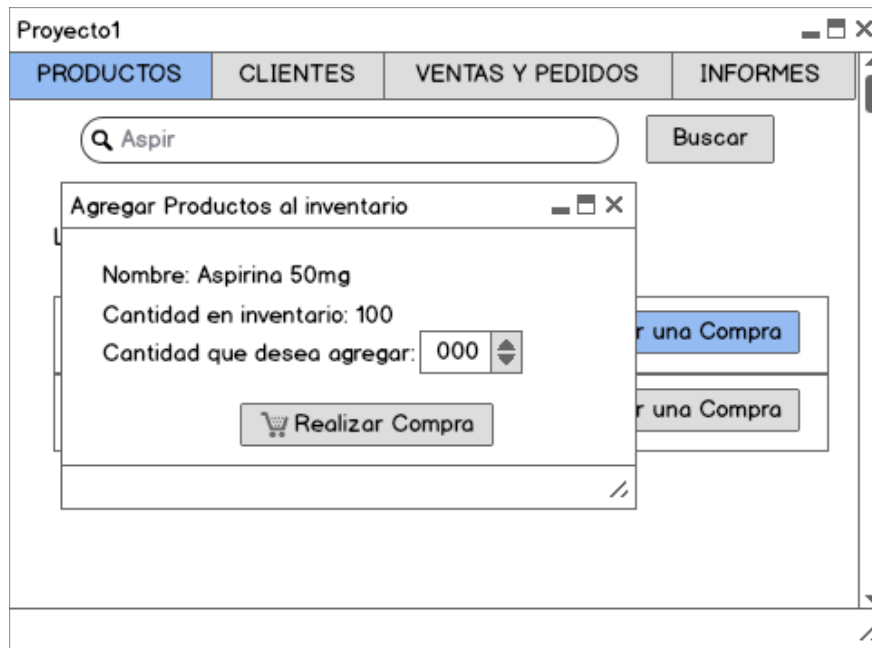 Proyecto1
PRODUCTOS CLIENTES VENTAS Y PEDIDOS INFORMES
Aspir Buscar
Agregar Productos al inventario
Nombre: Aspirina 50mg
Cantidad en inventario: 100
una Compra
Cantidad que desea agregar: 000
una Compra
Realizar Compra